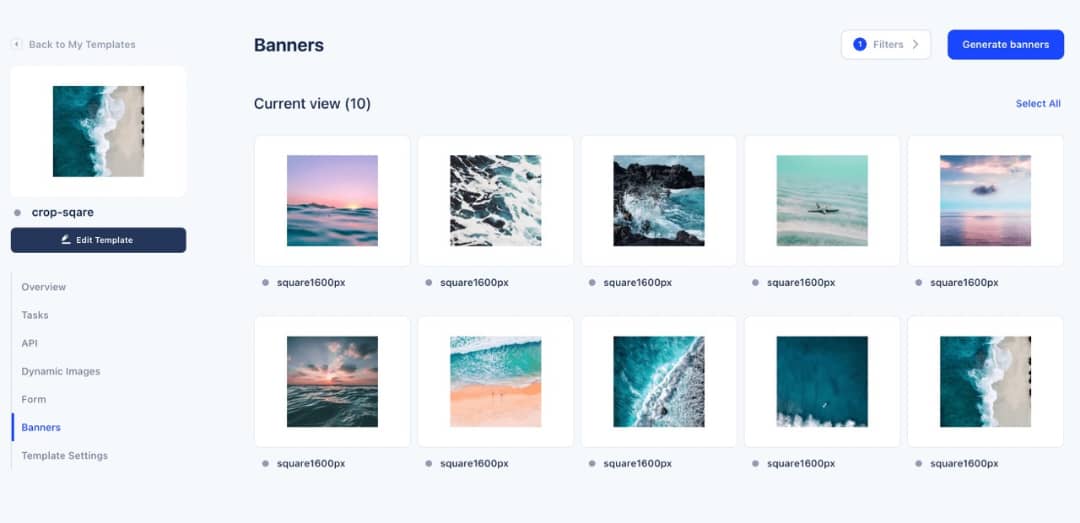 Back to My Templates
Banners
1 Filters
Generate banners
Current view (10)
Select All
crop-sqare
Edit Template
Overview
Tasks
API
Dynamic Images
Form
Banners
Template Settings
square1600px
square1600px
square1600px
square1600px
square1600px
square1600px
square1600px
square1600px
square1600px
square1600px